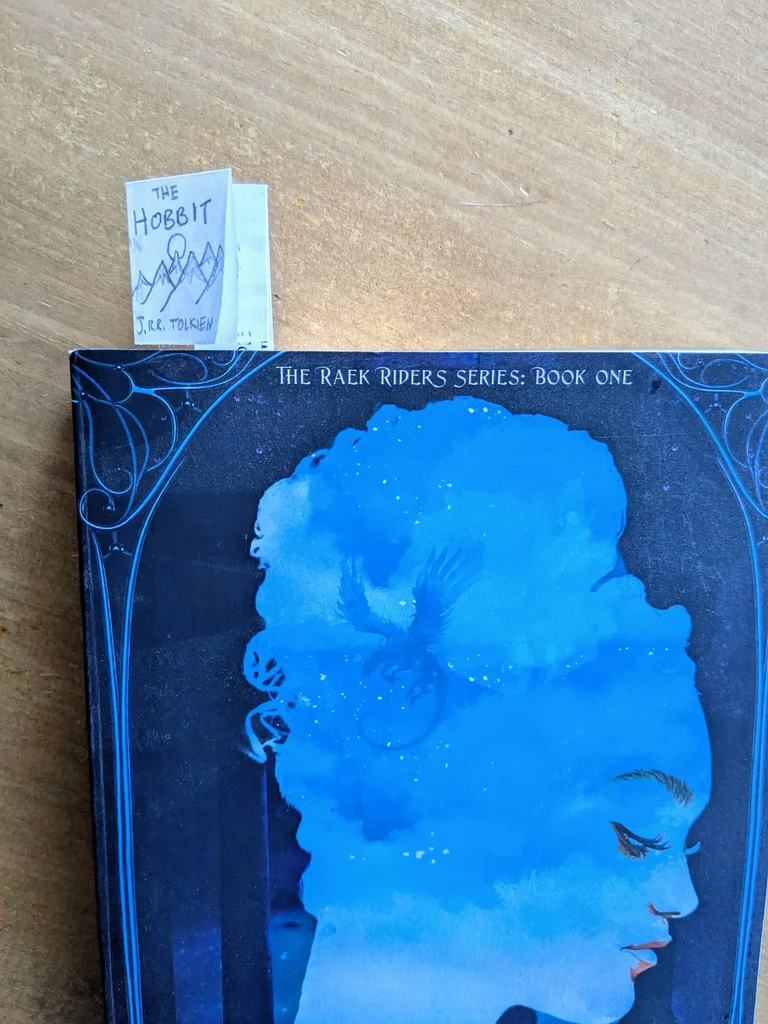 THE
HOBBIT
J.R.R. TOLKIEN
THE RAEK RIDERS SERIES: BOOK ONE